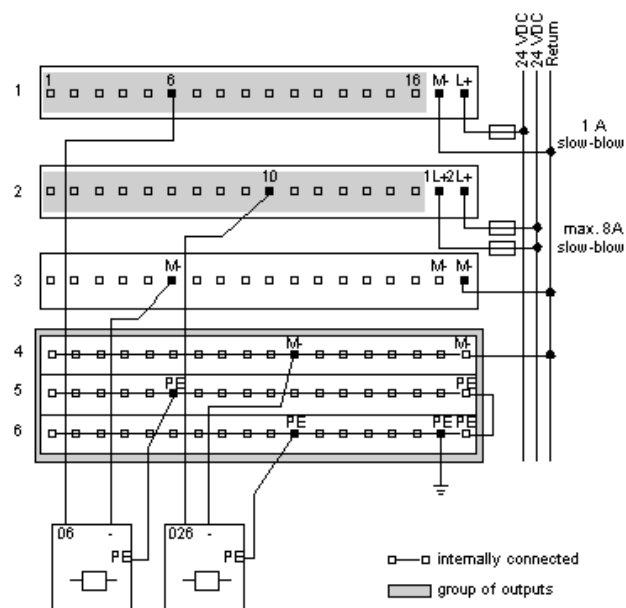 24 VDC
24 VDC
Return
1
1
6
16
M-
L+
1 A
slow-blow
2
10
1L+2L+
max. 8A
slow-blow
3
M-
M-
M-
4
M-
M-
5
PE
PE
6
PE
PE
PE
06
-
PE
026
-
PE
internally connected
group of outputs